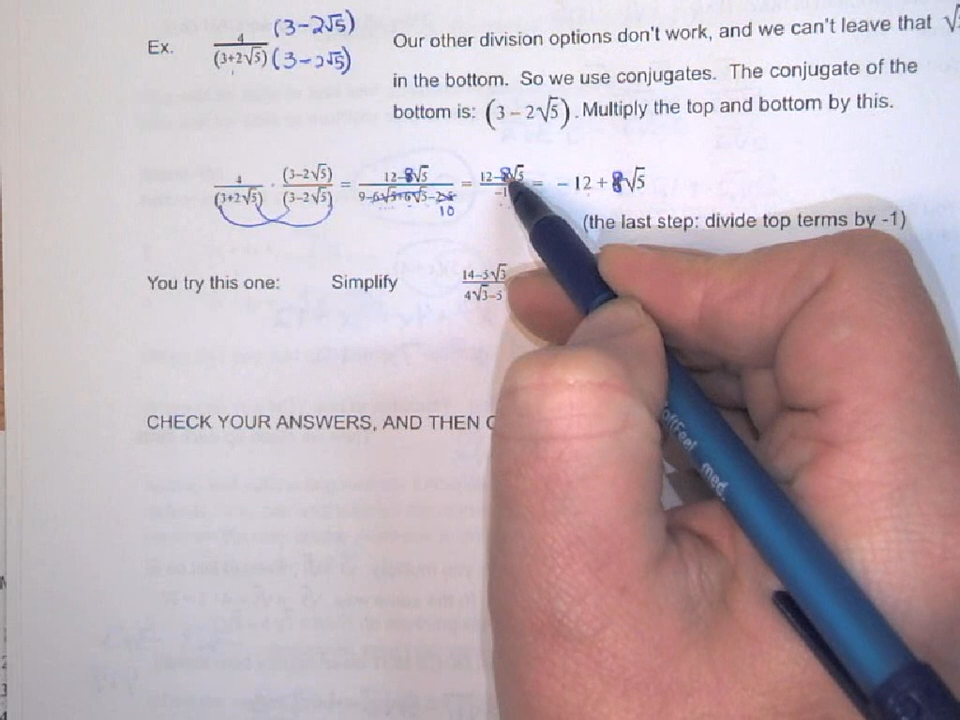 (3-2√5)
Ex. 4/(3+2√5) (3-2√5) Our other division options don't work, and we can't leave that √5
in the bottom. So we use conjugates. The conjugate of the
bottom is: (3 – 2√5). Multiply the top and bottom by this.
4/(3+2√5) · (3-2√5)/(3-2√5) = 12-8√5 / 9-6√5+6√5- = 12-8√5 / -1 = - 12 + 8√5
10
(the last step: divide top terms by -1)
You try this one: Simplify 14-5√3 / 4√3-5
CHECK YOUR ANSWERS, AND THEN
OffFeel med.